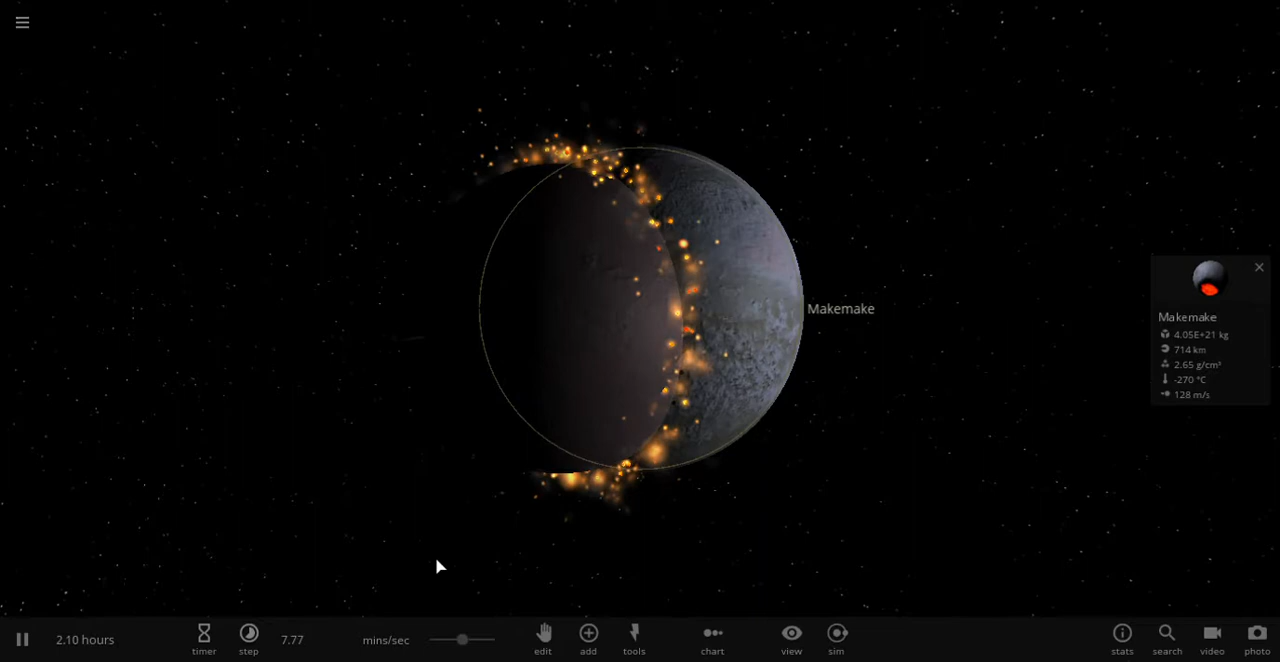 Makemake
Makemake
4.05E+21 kg
714 km
2.65 g/cm³
-270 °C
128 m/s
2.10 hours
timer
step
7.77
mins/sec
edit
add
tools
chart
view
sim
stats
search
video
photo